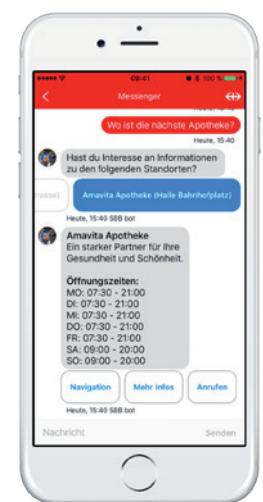 09:41
100 %
Messenger
Heute, 15:40
Wo ist die nächste Apotheke?
Heute, 15:40
Hast du Interesse an Informationen
zu den folgenden Standorten?
Amavita Apotheke (Halle Bahnhofplatz)
Heute, 15:40 SBB bot
Amavita Apotheke
Ein starker Partner für Ihre
Gesundheit und Schönheit.
Öffnungszeiten:
MO: 07:30 - 21:00
DI: 07:30 - 21:00
MI: 07:30 - 21:00
DO: 07:30 - 21:00
FR: 07:30 - 21:00
SA: 09:00 - 20:00
SO: 09:00 - 20:00
Navigation
Mehr Infos
Anrufen
Heute, 15:40 SBB bot
Nachricht
Senden